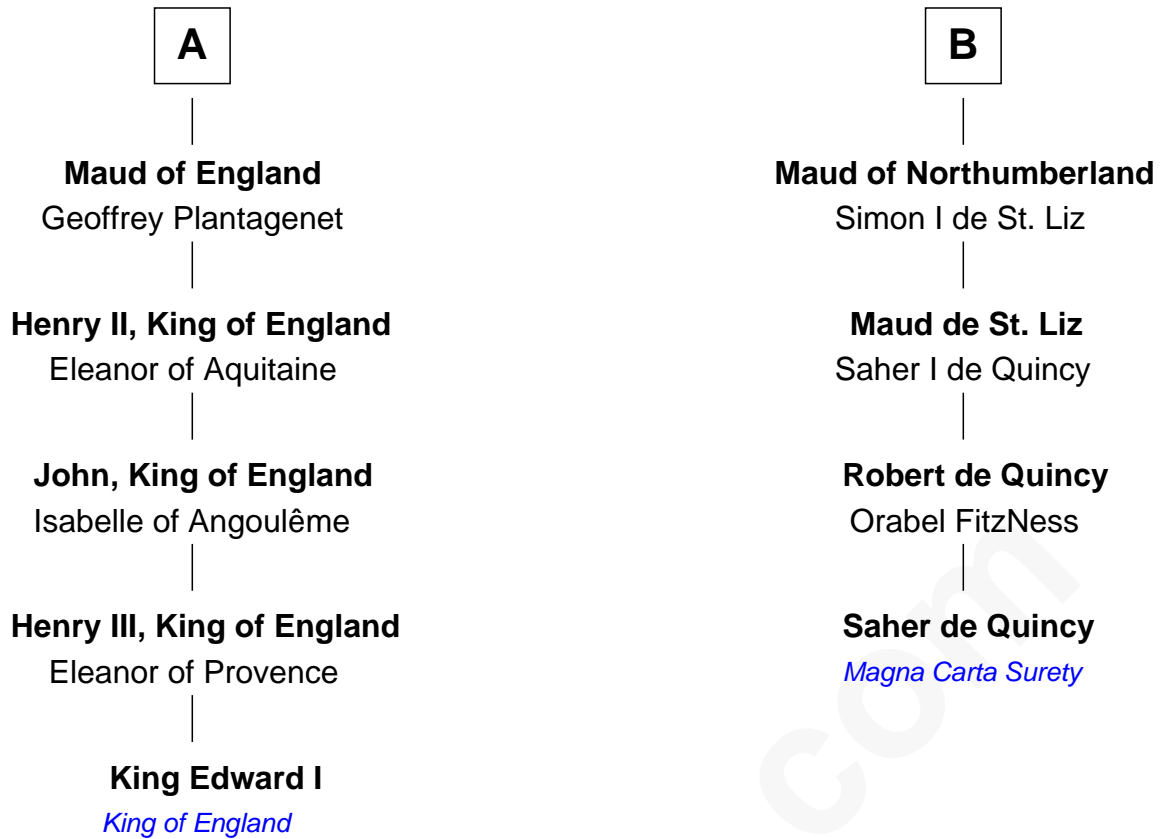 A
Maud of England
Geoffrey Plantagenet
Henry II, King of England
Eleanor of Aquitaine
John, King of England
Isabelle of Angoulême
Henry III, King of England
Eleanor of Provence
King Edward I
King of England
B
Maud of Northumberland
Simon I de St. Liz
Maud de St. Liz
Saher I de Quincy
Robert de Quincy
Orabel FitzNess
Saher de Quincy
Magna Carta Surety
com